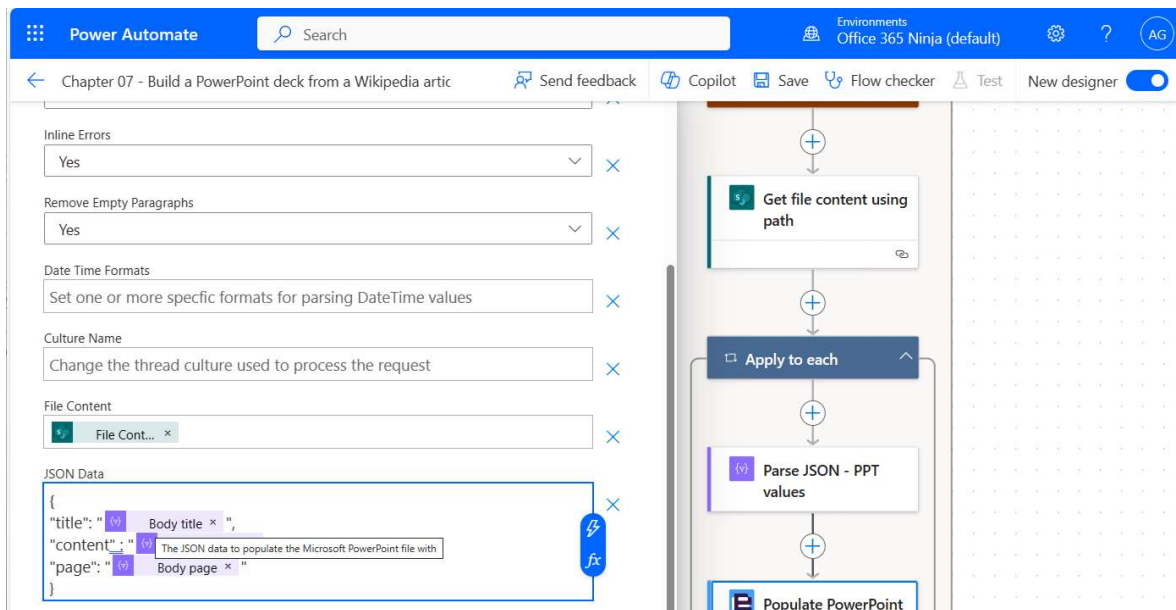 Power Automate
Search
Environments
Office 365 Ninja (default)
?
AG
Chapter 07 - Build a PowerPoint deck from a Wikipedia artic
Send feedback
Copilot
Save
Flow checker
Test
New designer
Inline Errors
Yes
Remove Empty Paragraphs
Yes
Date Time Formats
Set one or more specfic formats for parsing DateTime values
Culture Name
Change the thread culture used to process the request
File Content
File Cont... ×
JSON Data
{
"title": " {v} Body title × ",
"content" : " {v}
The JSON data to populate the Microsoft PowerPoint file with
"page": " {v} Body page × "
}
fx
Get file content using
path
Apply to each
{v} Parse JSON - PPT
values
Populate PowerPoint